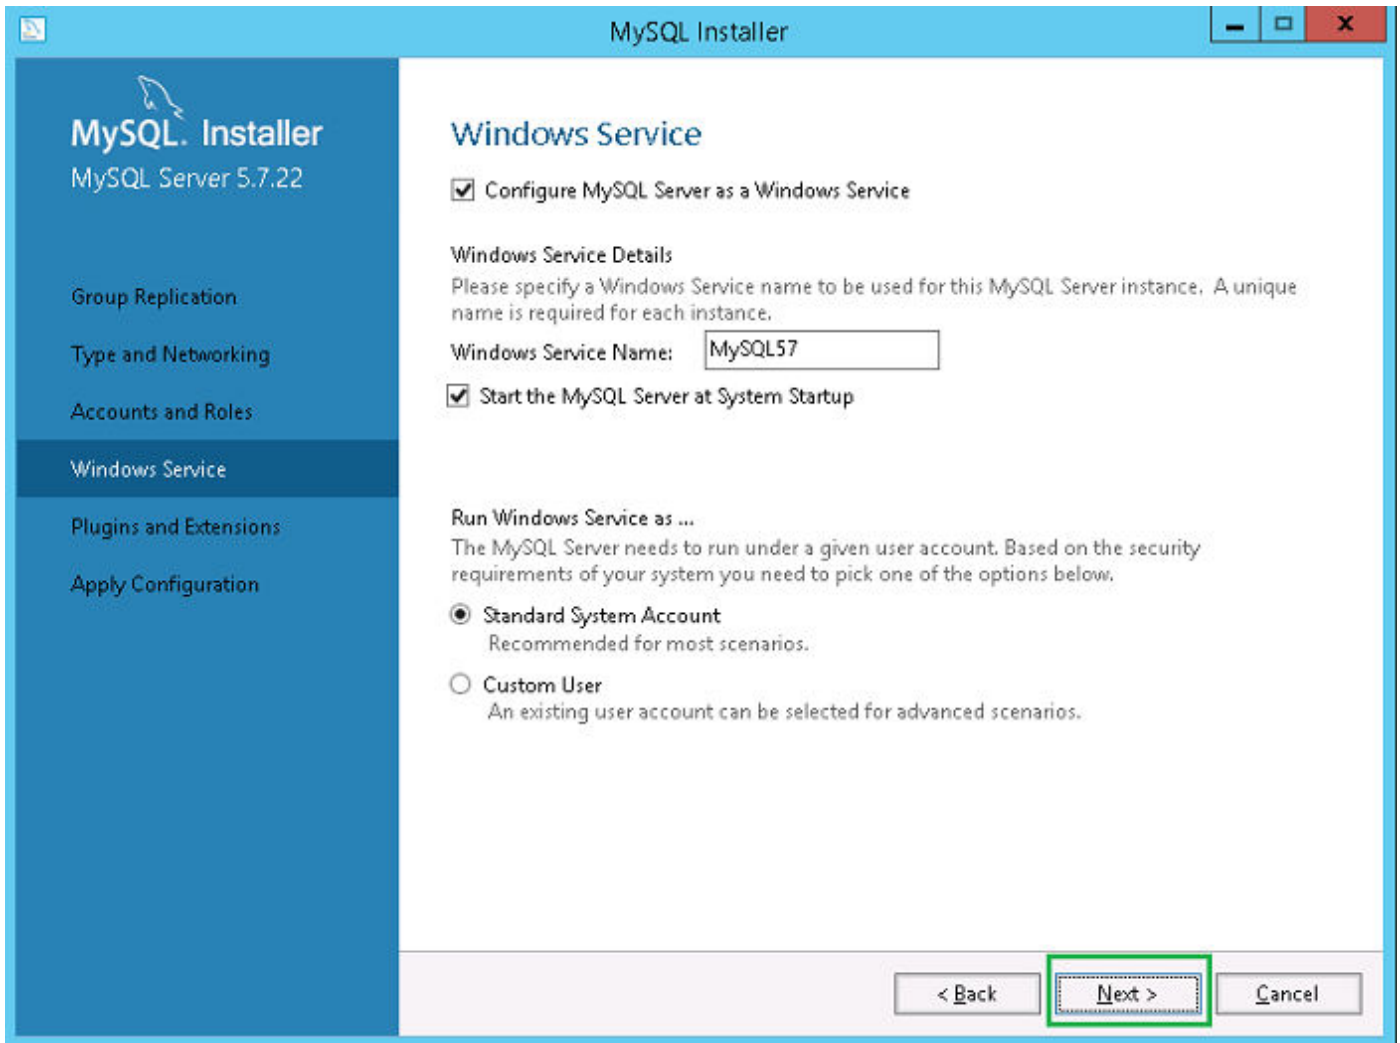 MySQL Installer
MySQL. Installer
MySQL Server 5.7.22
Group Replication
Type and Networking
Accounts and Roles
Windows Service
Plugins and Extensions
Apply Configuration
Windows Service
Configure MySQL Server as a Windows Service
Windows Service Details
Please specify a Windows Service name to be used for this MySQL Server instance. A unique
name is required for each instance.
Windows Service Name: MySQL57
Start the MySQL Server at System Startup
Run Windows Service as ...
The MySQL Server needs to run under a given user account. Based on the security
requirements of your system you need to pick one of the options below.
Standard System Account
Recommended for most scenarios.
Custom User
An existing user account can be selected for advanced scenarios.
< Back Next > Cancel